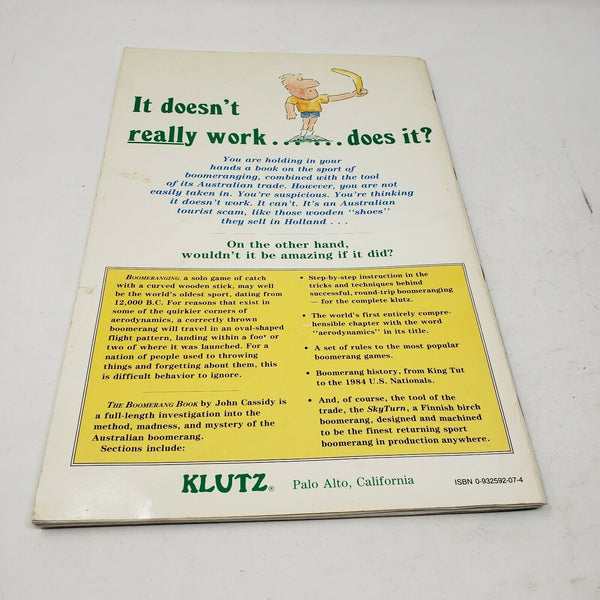 It doesn't
really work.......does it?
You are holding in your
hands a book on the sport of
boomeranging, combined with the tool
of its Australian trade. However, you are not
easily taken in. You're suspicious. You're thinking
it doesn't work. It can't. It's an Australian
tourist scam, like those wooden "shoes"
they sell in Holland . . .
On the other hand,
wouldn't it be amazing if it did?
BOOMERANGING, a solo game of catch
with a curved wooden stick, may well
be the world's oldest sport, dating from
12,000 B.C. For reasons that exist in
some of the quirkier corners of
aerodynamics, a correctly thrown
boomerang will travel in an oval-shaped
flight pattern, landing within a foot or
two of where it was launched. For a
nation of people used to throwing
things and forgetting about them, this
is difficult behavior to ignore.
THE BOOMERANG BOOK by John Cassidy is
a full-length investigation into the
method, madness, and mystery of the
Australian boomerang.
Sections include:
• Step-by-step instruction in the
tricks and techniques behind
successful, round-trip boomeranging
— for the complete klutz.
• The world's first entirely compre-
hensible chapter with the word
"aerodynamics" in its title.
• A set of rules to the most popular
boomerang games.
• Boomerang history, from King Tut
to the 1984 U.S. Nationals.
• And, of course, the tool of the
trade, the SkyTurn, a Finnish birch
boomerang, designed and machined
to be the finest returning sport
boomerang in production anywhere.
KLUTZ® Palo Alto, California
ISBN 0-932592-07-4